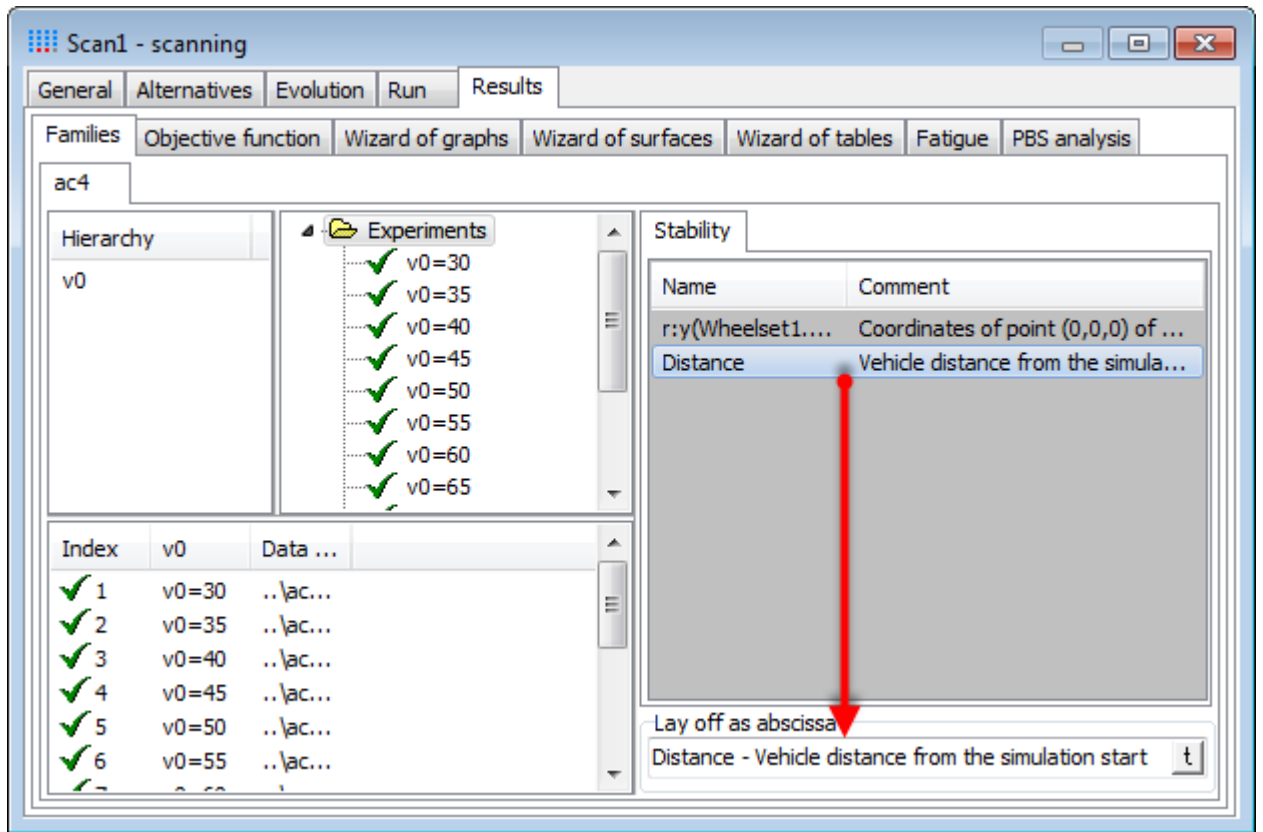 Scan1 - scanning
General Alternatives Evolution Run Results
Families Objective function Wizard of graphs Wizard of surfaces Wizard of tables Fatigue PBS analysis
ac4
Hierarchy
v0
Experiments
v0=30
v0=35
v0=40
v0=45
v0=50
v0=55
v0=60
v0=65
Stability
Name Comment
r:y(Wheelset1.... Coordinates of point (0,0,0) of ...
Distance Vehicle distance from the simula...
Index v0 Data ...
1 v0=30 ..\ac...
2 v0=35 ..\ac...
3 v0=40 ..\ac...
4 v0=45 ..\ac...
5 v0=50 ..\ac...
6 v0=55 ..\ac...
Lay off as abscissa
Distance - Vehicle distance from the simulation start t